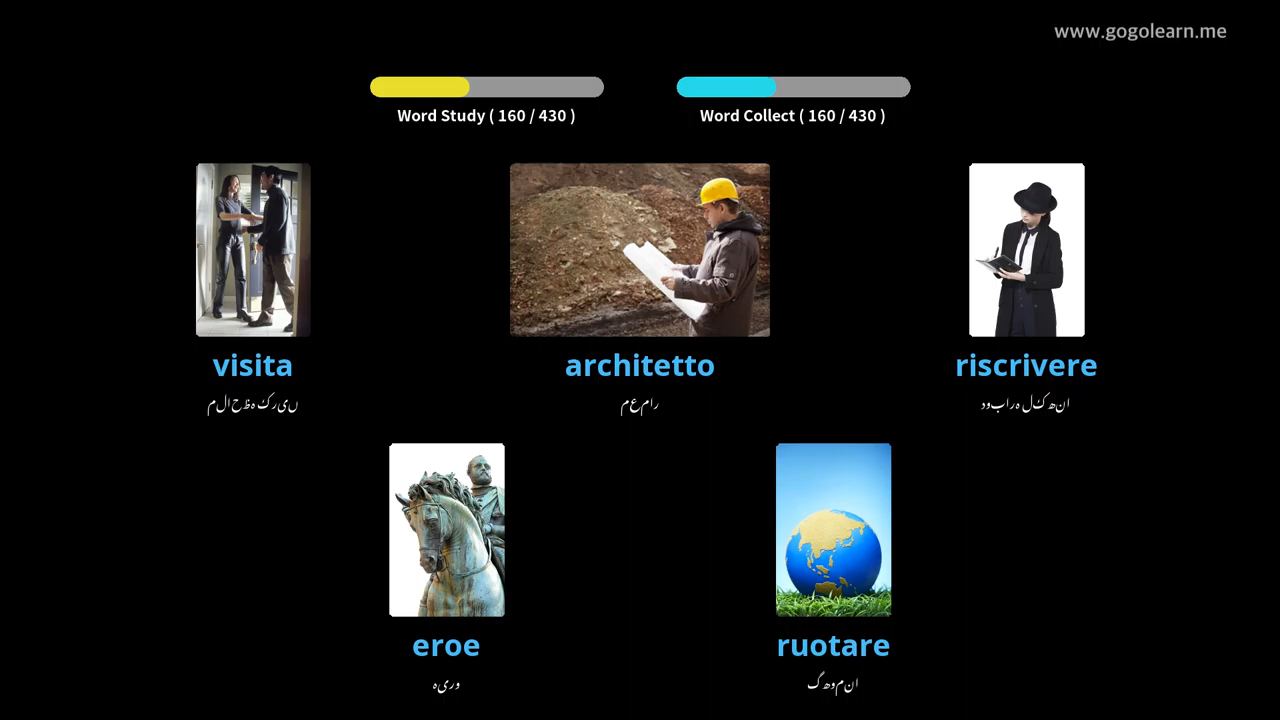 www.gogolearn.me
Word Study ( 160 / 430 )
Word Collect ( 160 / 430 )
visita
ںیرک ہظحالم
architetto
رامعم
riscrivere
انھکل ہرابود
eroe
وریہ
ruotare
انموھگ